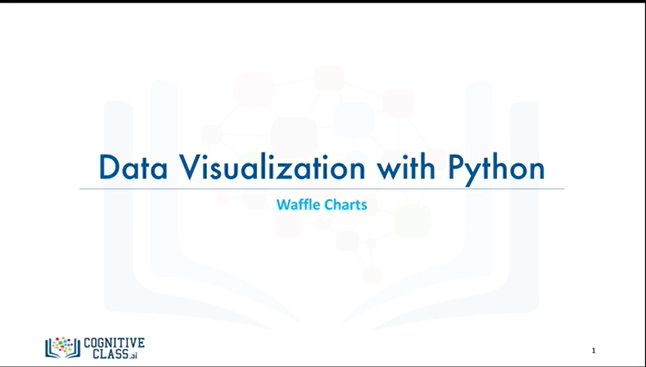 Data Visualization with Python
Waffle Charts
COGNITIVE
CLASS.ai
1